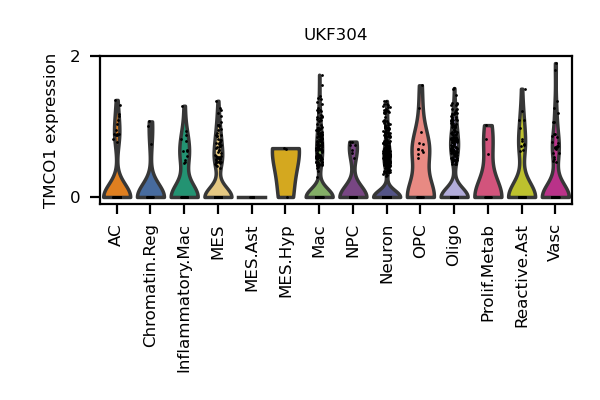 UKF304
TMCO1 expression
2
0
AC
Chromatin.Reg
Inflammatory.Mac
MES
MES.Ast
MES.Hyp
Mac
NPC
Neuron
OPC
Oligo
Prolif.Metab
Reactive.Ast
Vasc